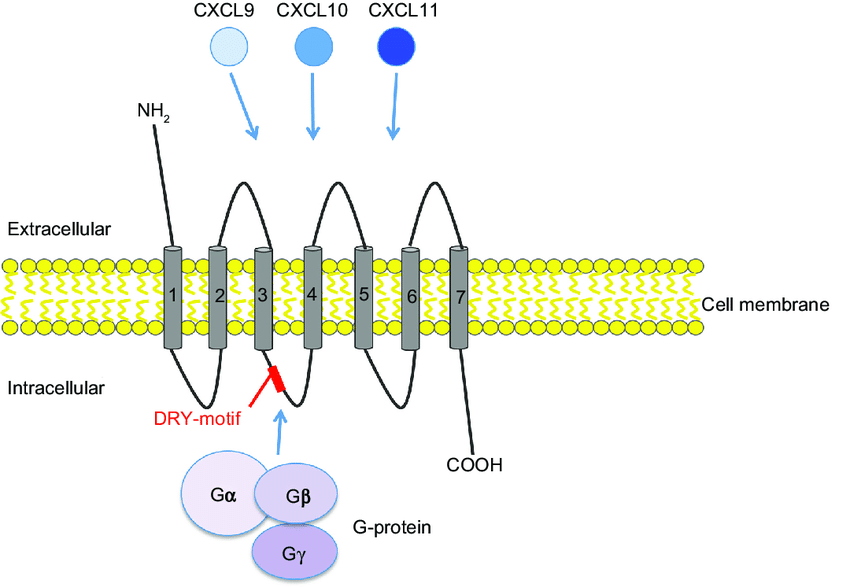 CXCL9 CXCL10 CXCL11
NH₂
Extracellular
1 2 3 4 5 6 7
Cell membrane
Intracellular
DRY-motif
COOH
Gα Gβ
G-protein
Gγ